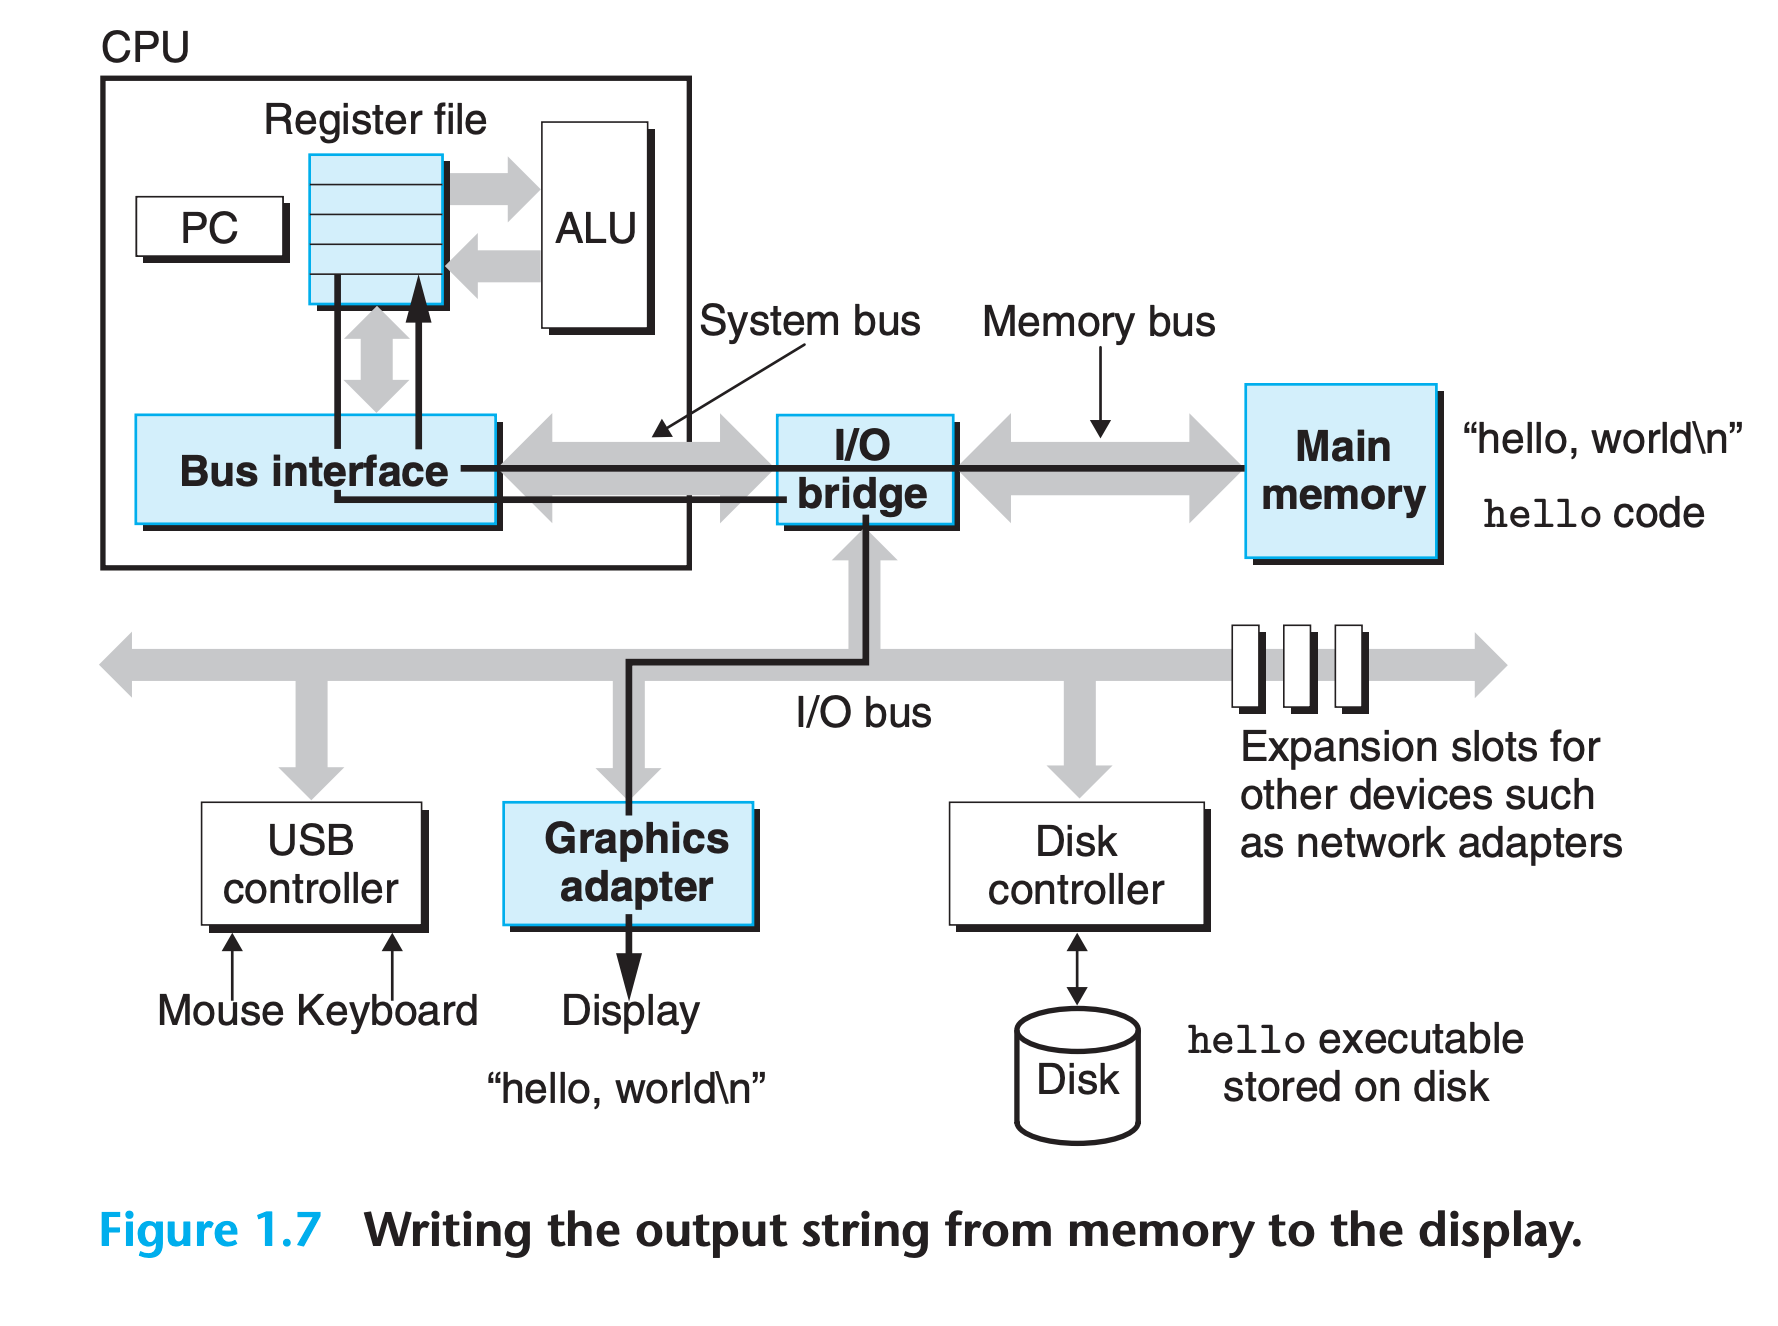 CPU
Register file
PC
ALU
System bus
Memory bus
Bus interface
I/O
bridge
Main
memory
“hello, world\n”
hello code
I/O bus
Expansion slots for
other devices such
as network adapters
USB
controller
Graphics
adapter
Disk
controller
Mouse Keyboard
Display
“hello, world\n”
Disk
hello executable
stored on disk
Figure 1.7 Writing the output string from memory to the display.